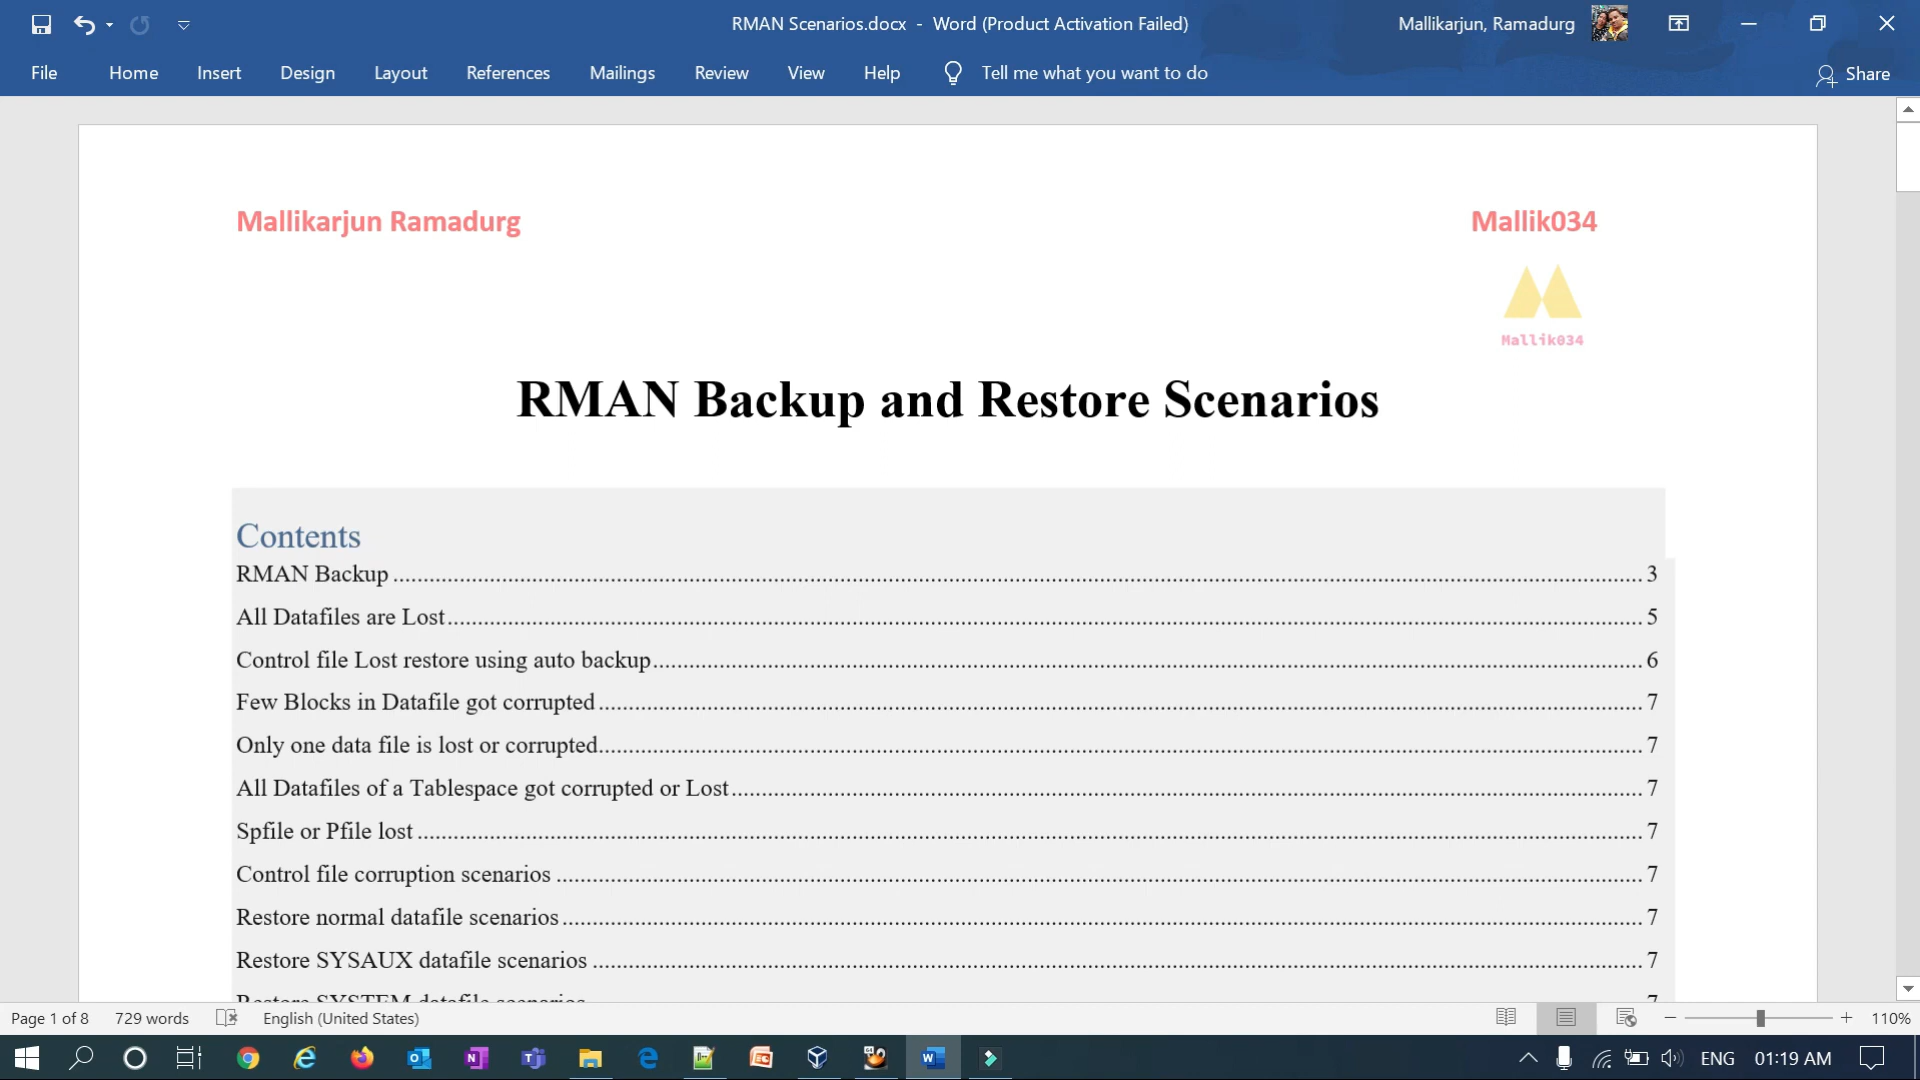 RMAN Scenarios.docx - Word (Product Activation Failed)
Mallikarjun, Ramadurg
File Home Insert Design Layout References Mailings Review View Help Tell me what you want to do Share
Mallikarjun Ramadurg
Mallik034
Mallik034
RMAN Backup and Restore Scenarios
Contents
RMAN Backup 3
All Datafiles are Lost 5
Control file Lost restore using auto backup 6
Few Blocks in Datafile got corrupted 7
Only one data file is lost or corrupted 7
All Datafiles of a Tablespace got corrupted or Lost 7
Spfile or Pfile lost 7
Control file corruption scenarios 7
Restore normal datafile scenarios 7
Restore SYSAUX datafile scenarios 7
Restore SYSTEM datafile scenarios 7
Page 1 of 8 729 words English (United States) 110%
ENG 01:19 AM